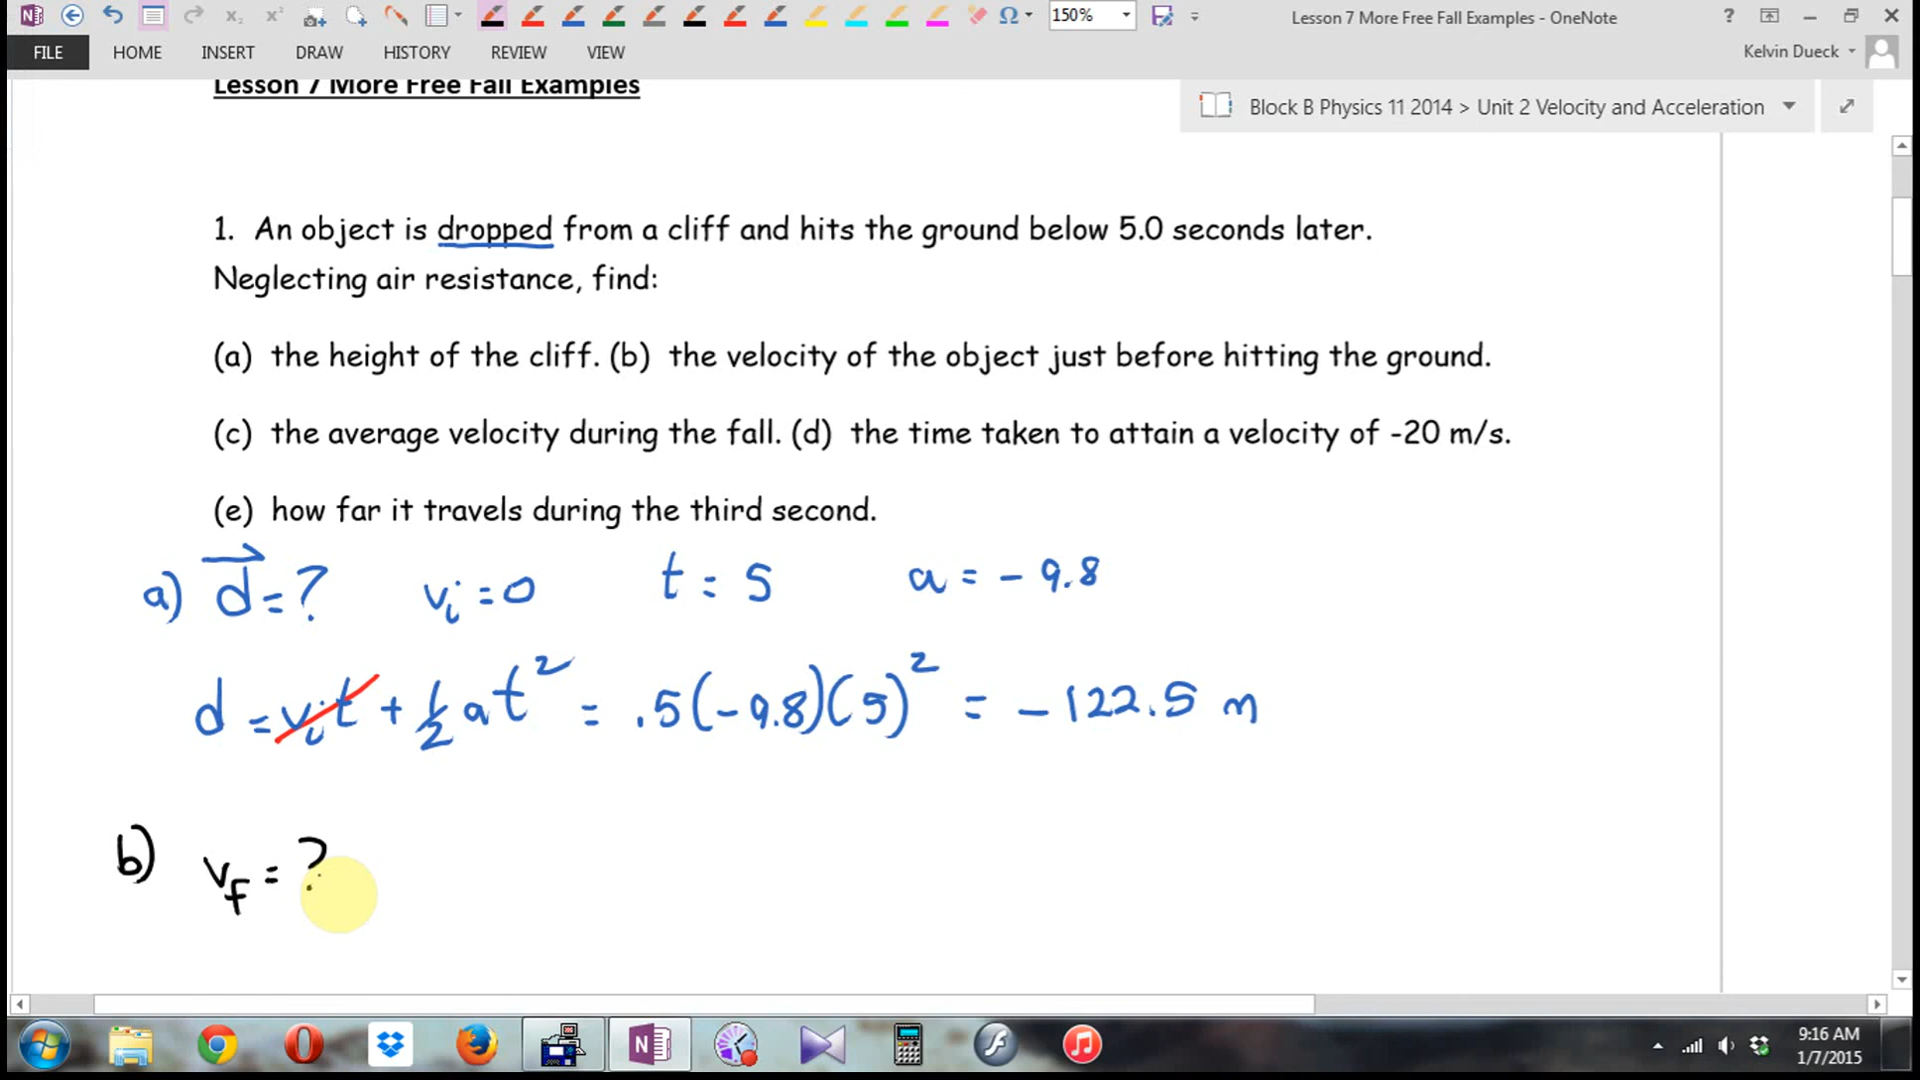 150%
Lesson 7 More Free Fall Examples - OneNote
?
FILE HOME INSERT DRAW HISTORY REVIEW VIEW
Kelvin Dueck
Lesson 7 More Free Fall Examples
Block B Physics 11 2014 > Unit 2 Velocity and Acceleration
1. An object is dropped from a cliff and hits the ground below 5.0 seconds later.
Neglecting air resistance, find:
(a) the height of the cliff. (b) the velocity of the object just before hitting the ground.
(c) the average velocity during the fall. (d) the time taken to attain a velocity of -20 m/s.
(e) how far it travels during the third second.
a) d⃗ = ? vᵢ = 0 t = 5 a = - 9.8
d = vᵢt + ½at² = .5(-9.8)(5)² = - 122.5 m
b) v_f = ?
9:16 AM
1/7/2015